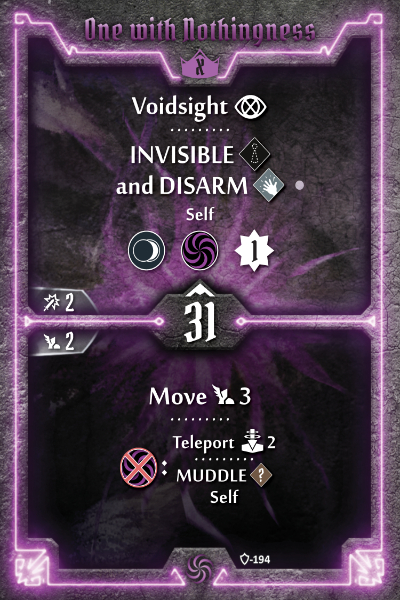 One with Nothingness
א
Voidsight
INVISIBLE
and DISARM
Self
1
2
31
2
Move 3
Teleport 2
:
MUDDLE ?
Self
-194